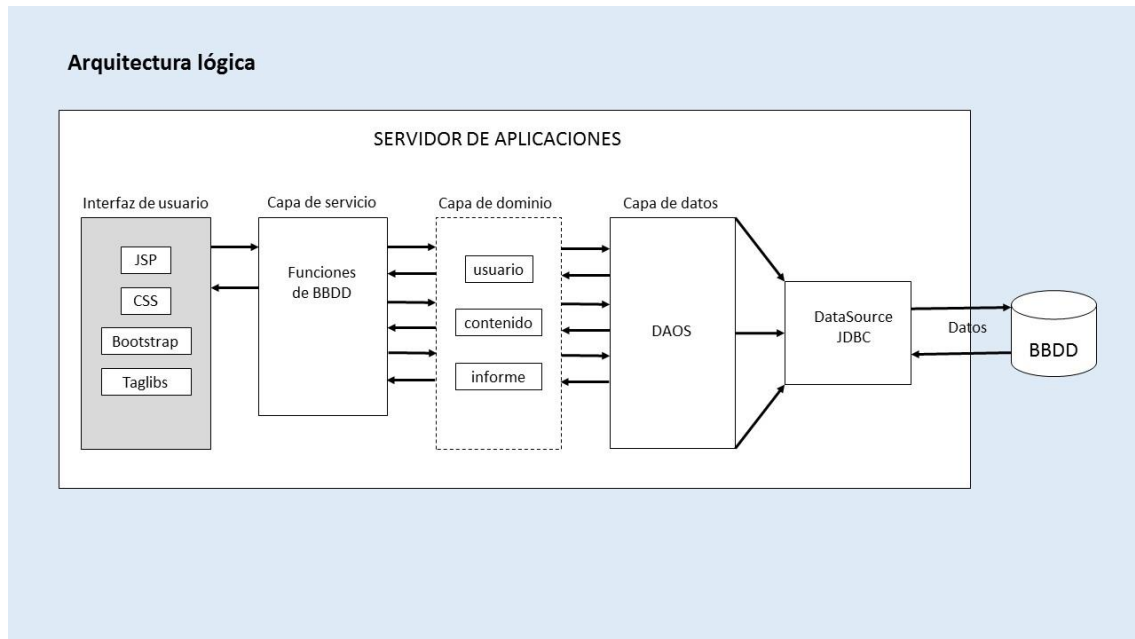 Arquitectura lógica
SERVIDOR DE APLICACIONES
Interfaz de usuario
JSP
CSS
Bootstrap
Taglibs
Capa de servicio
Funciones
de BBDD
Capa de dominio
usuario
contenido
informe
Capa de datos
DAOS
DataSource
JDBC
Datos
BBDD